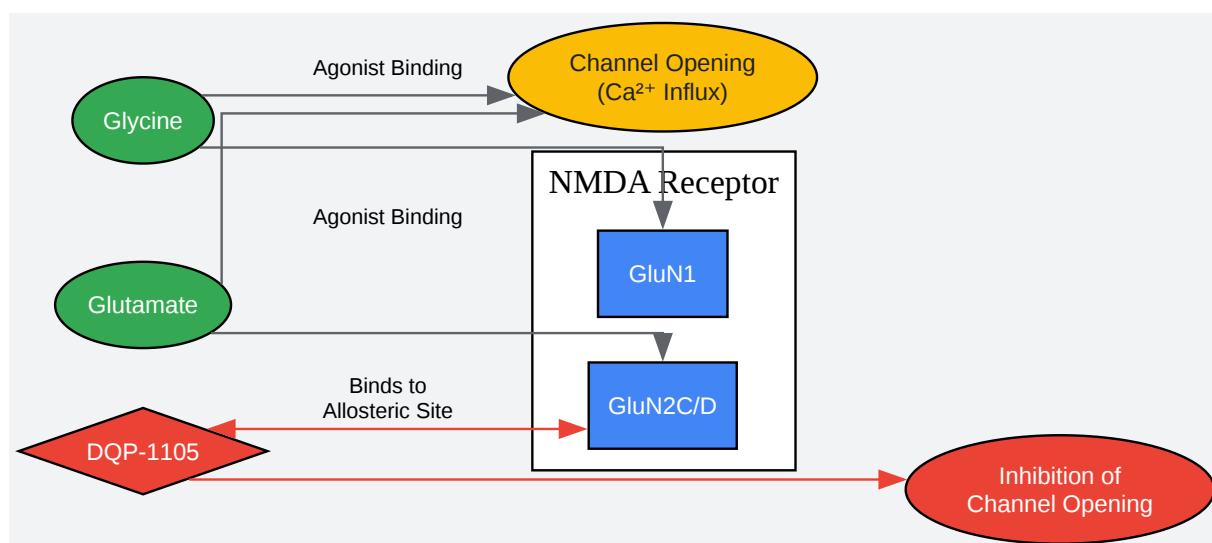 Agonist Binding
Channel Opening
(Ca²⁺ Influx)
Glycine
NMDA Receptor
Agonist Binding
GluN1
Glutamate
Binds to
Allosteric Site
GluN2C/D
DQP-1105
Inhibition of
Channel Opening